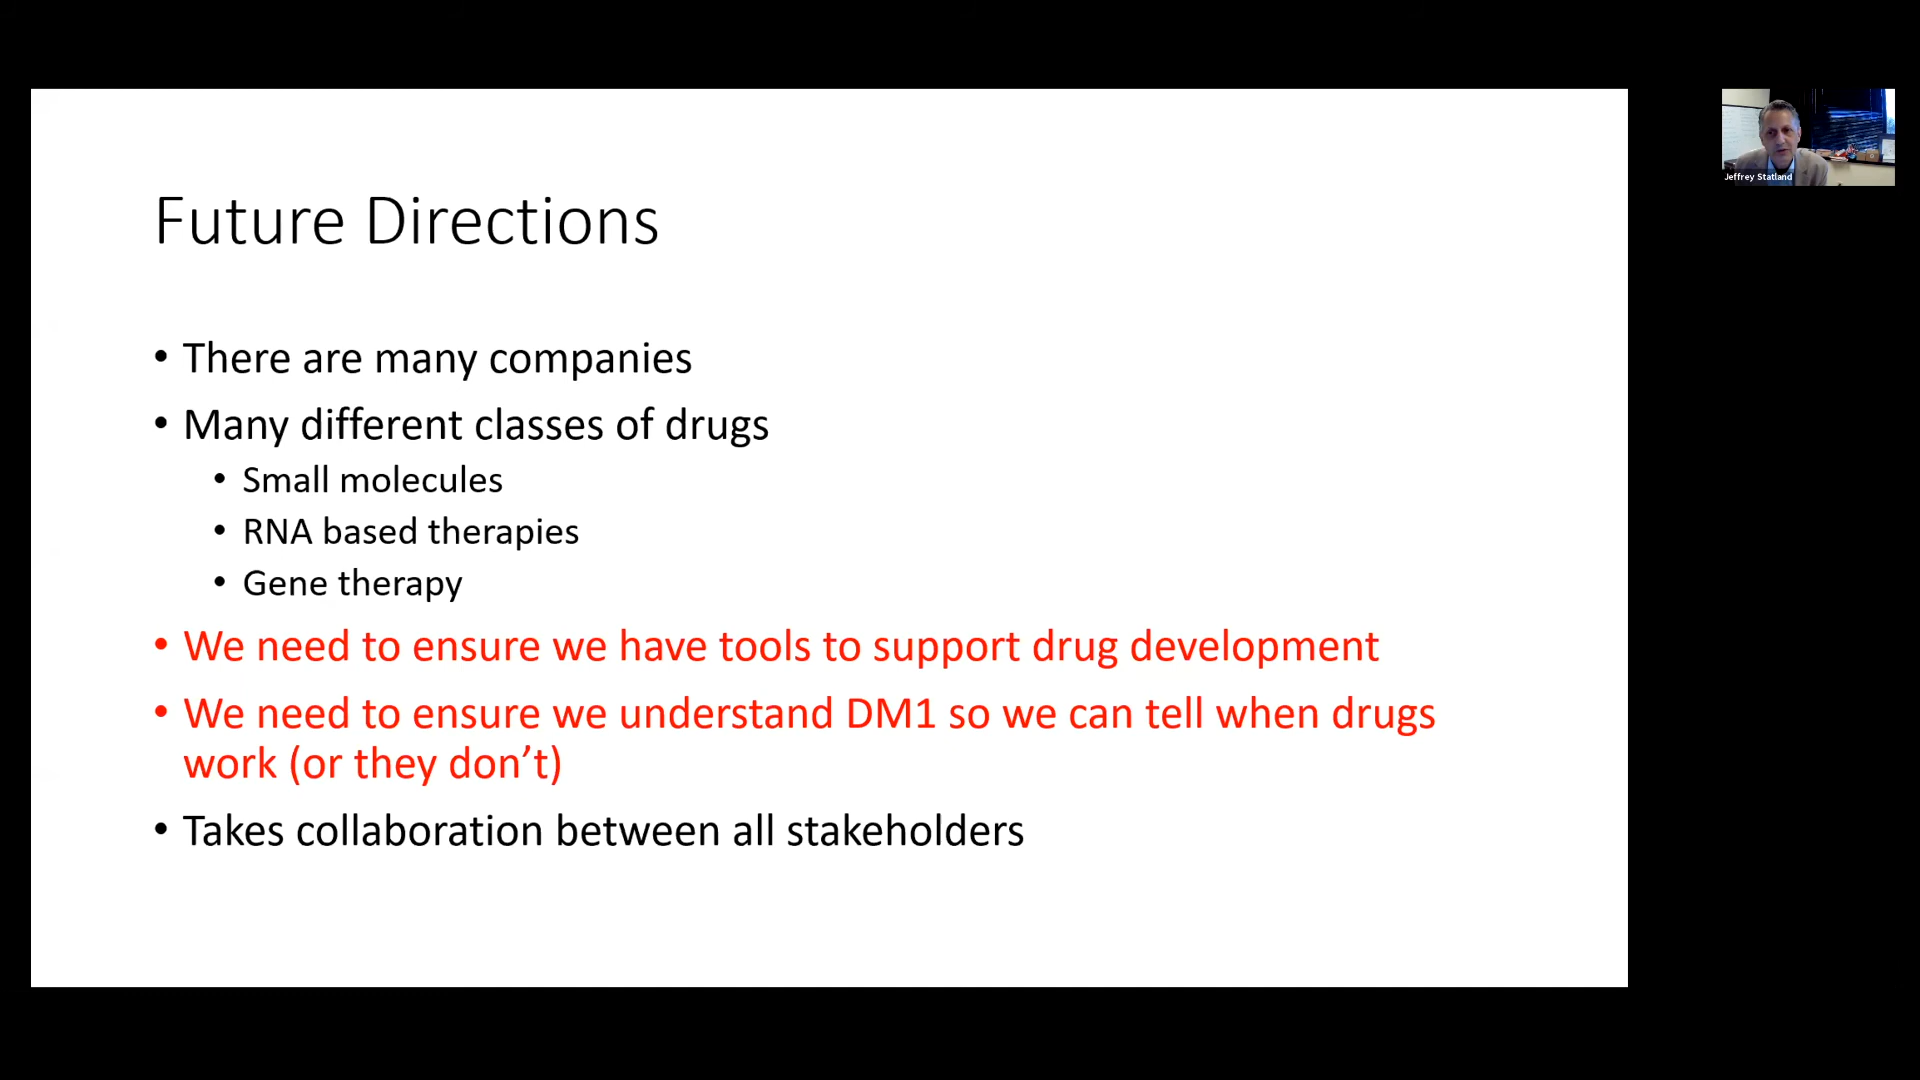 Jeffrey Statland
Future Directions
• There are many companies
• Many different classes of drugs
• Small molecules
• RNA based therapies
• Gene therapy
• We need to ensure we have tools to support drug development
• We need to ensure we understand DM1 so we can tell when drugs
work (or they don’t)
• Takes collaboration between all stakeholders